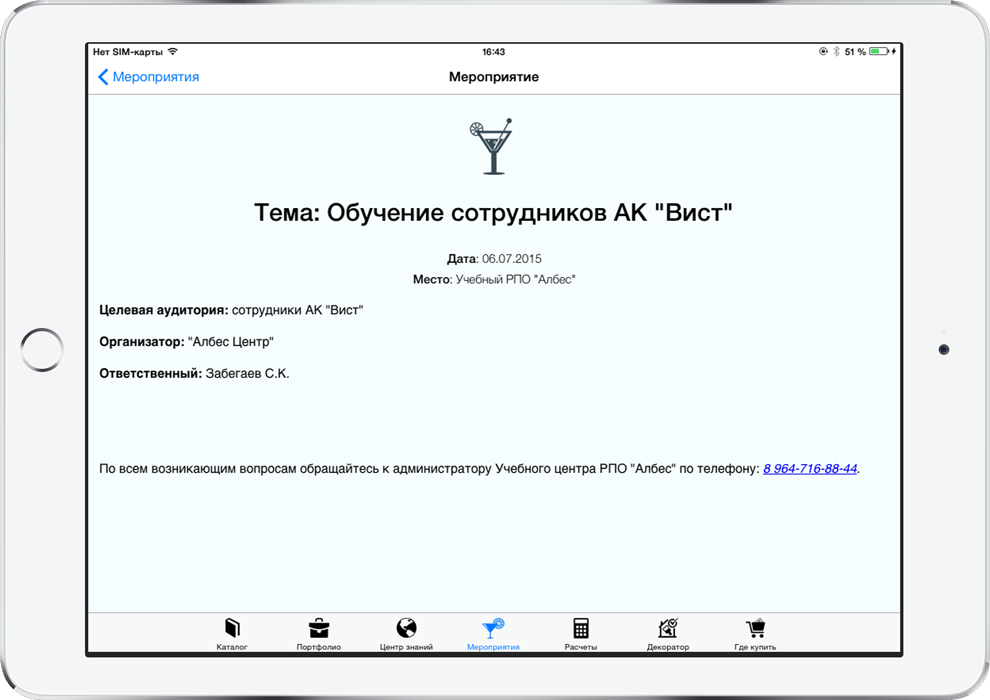 Нет SIM-карты 16:43 51 %
Мероприятия Мероприятие
Тема: Обучение сотрудников АК "Вист"
Дата: 06.07.2015
Место: Учебный РПО "Албес"
Целевая аудитория: сотрудники АК "Вист"
Организатор: "Албес Центр"
Ответственный: Забегаев С.К.
По всем возникающим вопросам обращайтесь к администратору Учебного центра РПО "Албес" по телефону: 8 964-716-88-44.
Каталог Портфолио Центр знаний Мероприятия Расчеты Декоратор Где купить